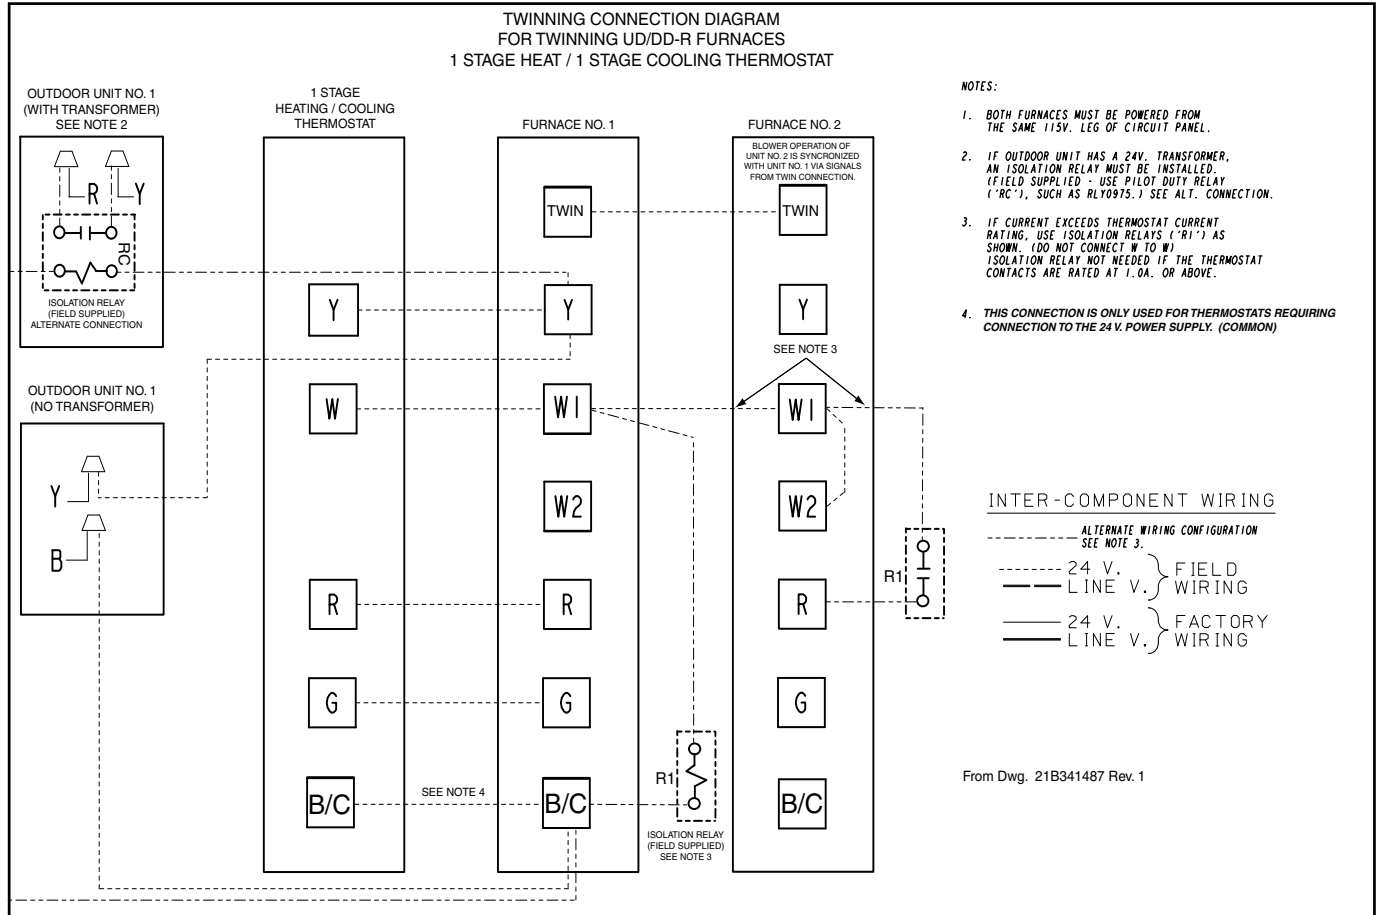 TWINNING CONNECTION DIAGRAM
FOR TWINNING UD/DD-R FURNACES
1 STAGE HEAT / 1 STAGE COOLING THERMOSTAT
OUTDOOR UNIT NO. 1
(WITH TRANSFORMER)
SEE NOTE 2
R
Y
RC
ISOLATION RELAY
(FIELD SUPPLIED)
ALTERNATE CONNECTION
OUTDOOR UNIT NO. 1
(NO TRANSFORMER)
Y
B
1 STAGE
HEATING / COOLING
THERMOSTAT
Y
W
R
G
B/C
SEE NOTE 4
FURNACE NO. 1
TWIN
Y
W1
W2
R
G
B/C
R1
ISOLATION RELAY
(FIELD SUPPLIED)
SEE NOTE 3
FURNACE NO. 2
BLOWER OPERATION OF
UNIT NO. 2 IS SYNCRONIZED
WITH UNIT NO. 1 VIA SIGNALS
FROM TWIN CONNECTION.
TWIN
Y
SEE NOTE 3
W1
W2
R
G
B/C
R1
NOTES:
1. BOTH FURNACES MUST BE POWERED FROM
THE SAME 115V. LEG OF CIRCUIT PANEL.
2. IF OUTDOOR UNIT HAS A 24V. TRANSFORMER,
AN ISOLATION RELAY MUST BE INSTALLED.
(FIELD SUPPLIED - USE PILOT DUTY RELAY
('RC'), SUCH AS RLY0975.) SEE ALT. CONNECTION.
3. IF CURRENT EXCEEDS THERMOSTAT CURRENT
RATING, USE ISOLATION RELAYS ('R1') AS
SHOWN. (DO NOT CONNECT W TO W)
ISOLATION RELAY NOT NEEDED IF THE THERMOSTAT
CONTACTS ARE RATED AT 1.0A. OR ABOVE.
4. THIS CONNECTION IS ONLY USED FOR THERMOSTATS REQUIRING
CONNECTION TO THE 24 V. POWER SUPPLY. (COMMON)
INTER-COMPONENT WIRING
ALTERNATE WIRING CONFIGURATION
SEE NOTE 3.
24 V.
LINE V.
FIELD
WIRING
24 V.
LINE V.
FACTORY
WIRING
From Dwg. 21B341487 Rev. 1